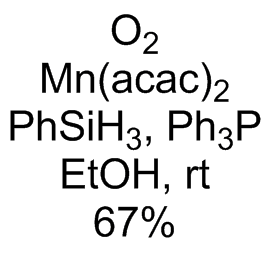 O₂
Mn(acac)₂
PhSiH₃, Ph₃P
EtOH, rt
67%